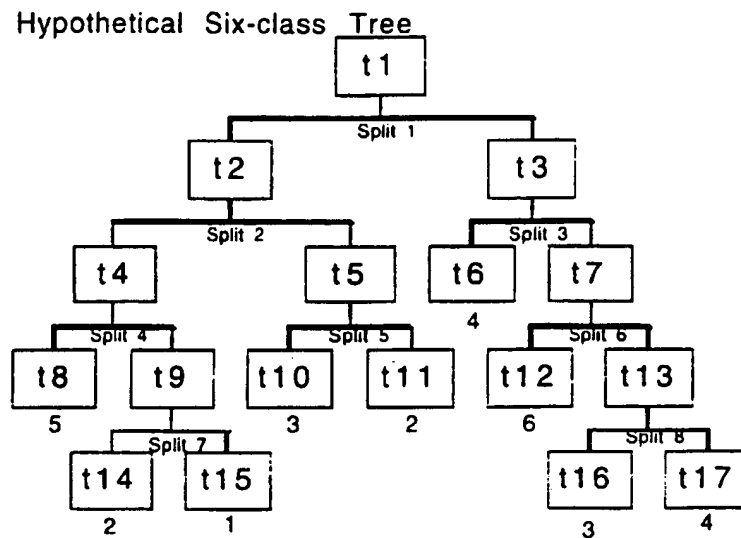 Hypothetical Six-class Tree
t1
Split 1
t2
t3
Split 2
Split 3
t4
t5
t6
t7
4
Split 4
Split 5
Split 6
t8
t9
t10
t11
t12
t13
5
3
2
6
Split 7
Split 8
t14
t15
t16
t17
2
1
3
4